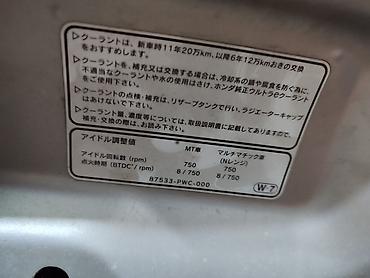 ▷クーラントは、新車時11年20万km、以降6年12万kmおきの交換
をおすすめします。
▷クーラントを、補充又は交換する場合は、冷却系の錆や腐食を防ぐ為に、
不適当なクーラントや水の使用はさけ、ホンダ純正ウルトラeクーラント
をご使用下さい。
▷クーラントの点検・補充は、リザーブタンクで行い、ラジエーターキャップ
はあけないで下さい。
▷クーラント量、濃度等については、取扱説明書に記載してありますので、
補充・交換の際は、お読み下さい。
アイドル調整値 MT車 マルチマチック車
(Nレンジ)
アイドル回転数 (rpm) 750 750
点火時期 (BTDC°/rpm) 8/750 8/750
87533-PWC-000 W-7